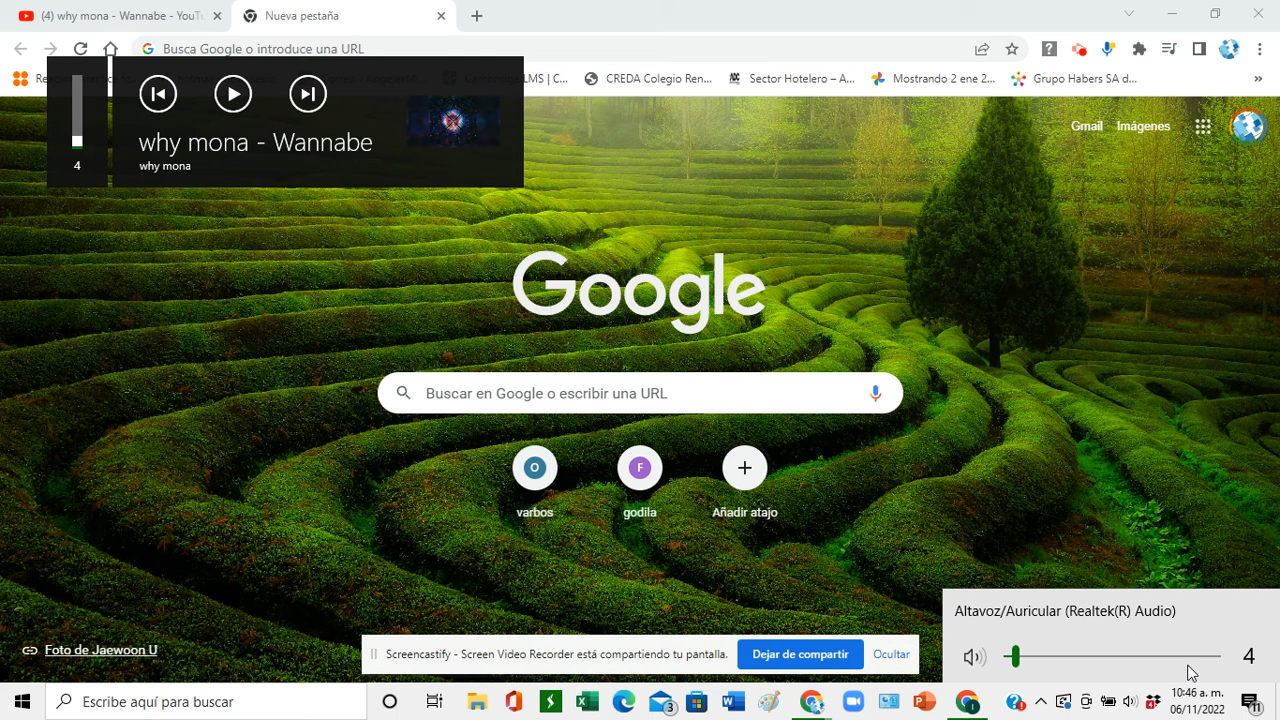 (4) why mona - Wannabe - YouTu
Nueva pestaña
Busca Google o introduce una URL
LMS | C...
CREDA Colegio Ren...
Sector Hotelero – A...
Mostrando 2 ene 2...
Grupo Habers SA d...
»
4
why mona - Wannabe
why mona
Gmail
Imágenes
Google
Buscar en Google o escribir una URL
O
F
varbos
godila
Añadir atajo
Altavoz/Auricular (Realtek(R) Audio)
4
Foto de Jaewoon U
Screencastify - Screen Video Recorder está compartiendo tu pantalla.
Dejar de compartir
Ocultar
Escribe aquí para buscar
3
10:46 a. m.
06/11/2022
11